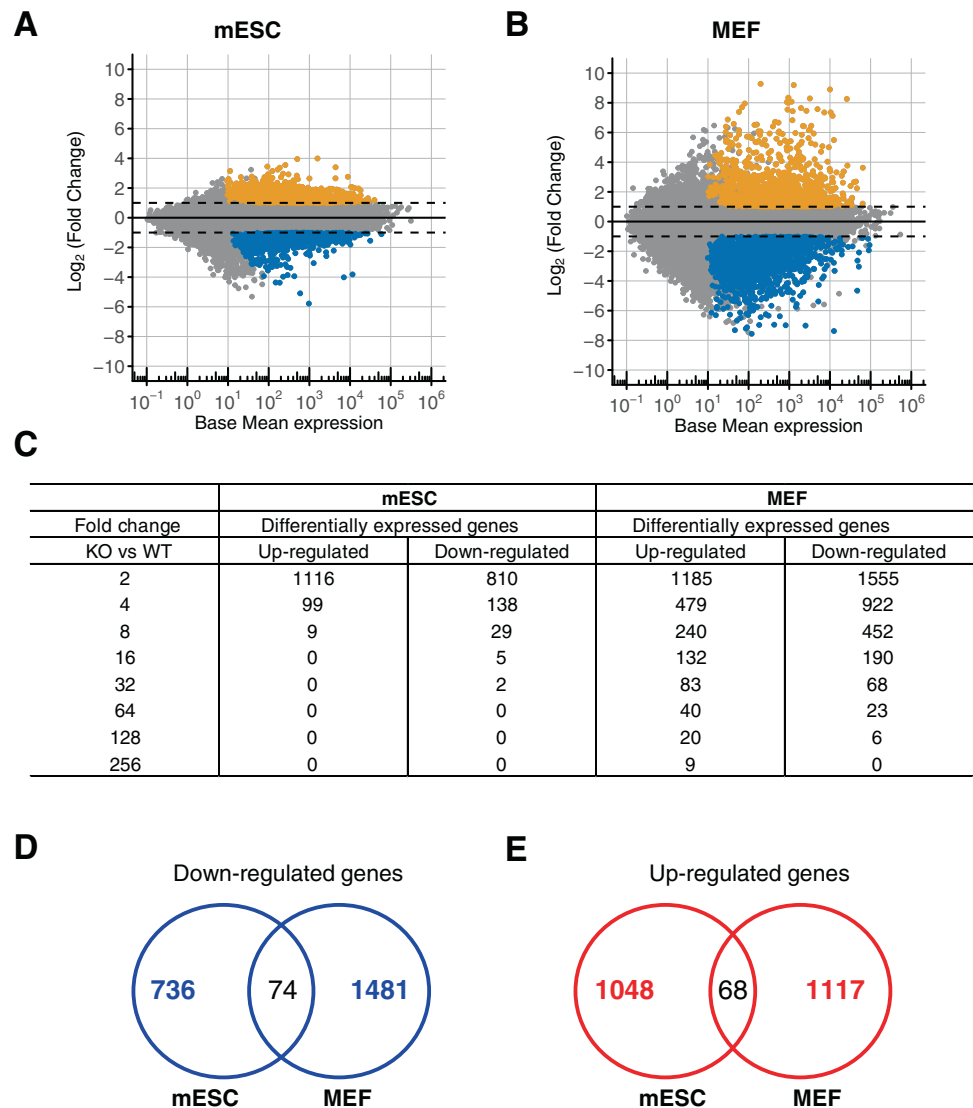 A
mESC
B
MEF
10
8
6
4
2
0
−2
−4
−6
−8
−10
Log2 (Fold Change)
10−1 100 101 102 103 104 105 106
Base Mean expression
10
8
6
4
2
0
−2
−4
−6
−8
−10
Log2 (Fold Change)
10−1 100 101 102 103 104 105 106
Base Mean expression
C
mESC MEF
Fold change Differentially expressed genes Differentially expressed genes
KO vs WT Up-regulated Down-regulated Up-regulated Down-regulated
2 1116 810 1185 1555
4 99 138 479 922
8 9 29 240 452
16 0 5 132 190
32 0 2 83 68
64 0 0 40 23
128 0 0 20 6
256 0 0 9 0
D
Down-regulated genes
736 74 1481
mESC MEF
E
Up-regulated genes
1048 68 1117
mESC MEF